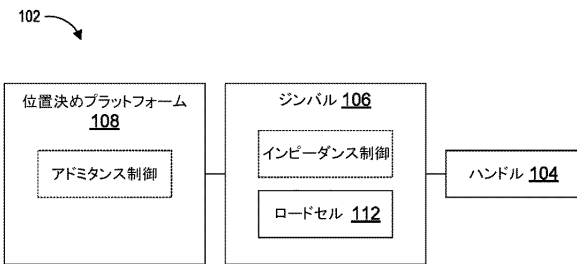 102
位置決めプラットフォーム
108
アドミタンス制御
ジンバル 106
インピーダンス制御
ロードセル 112
ハンドル 104